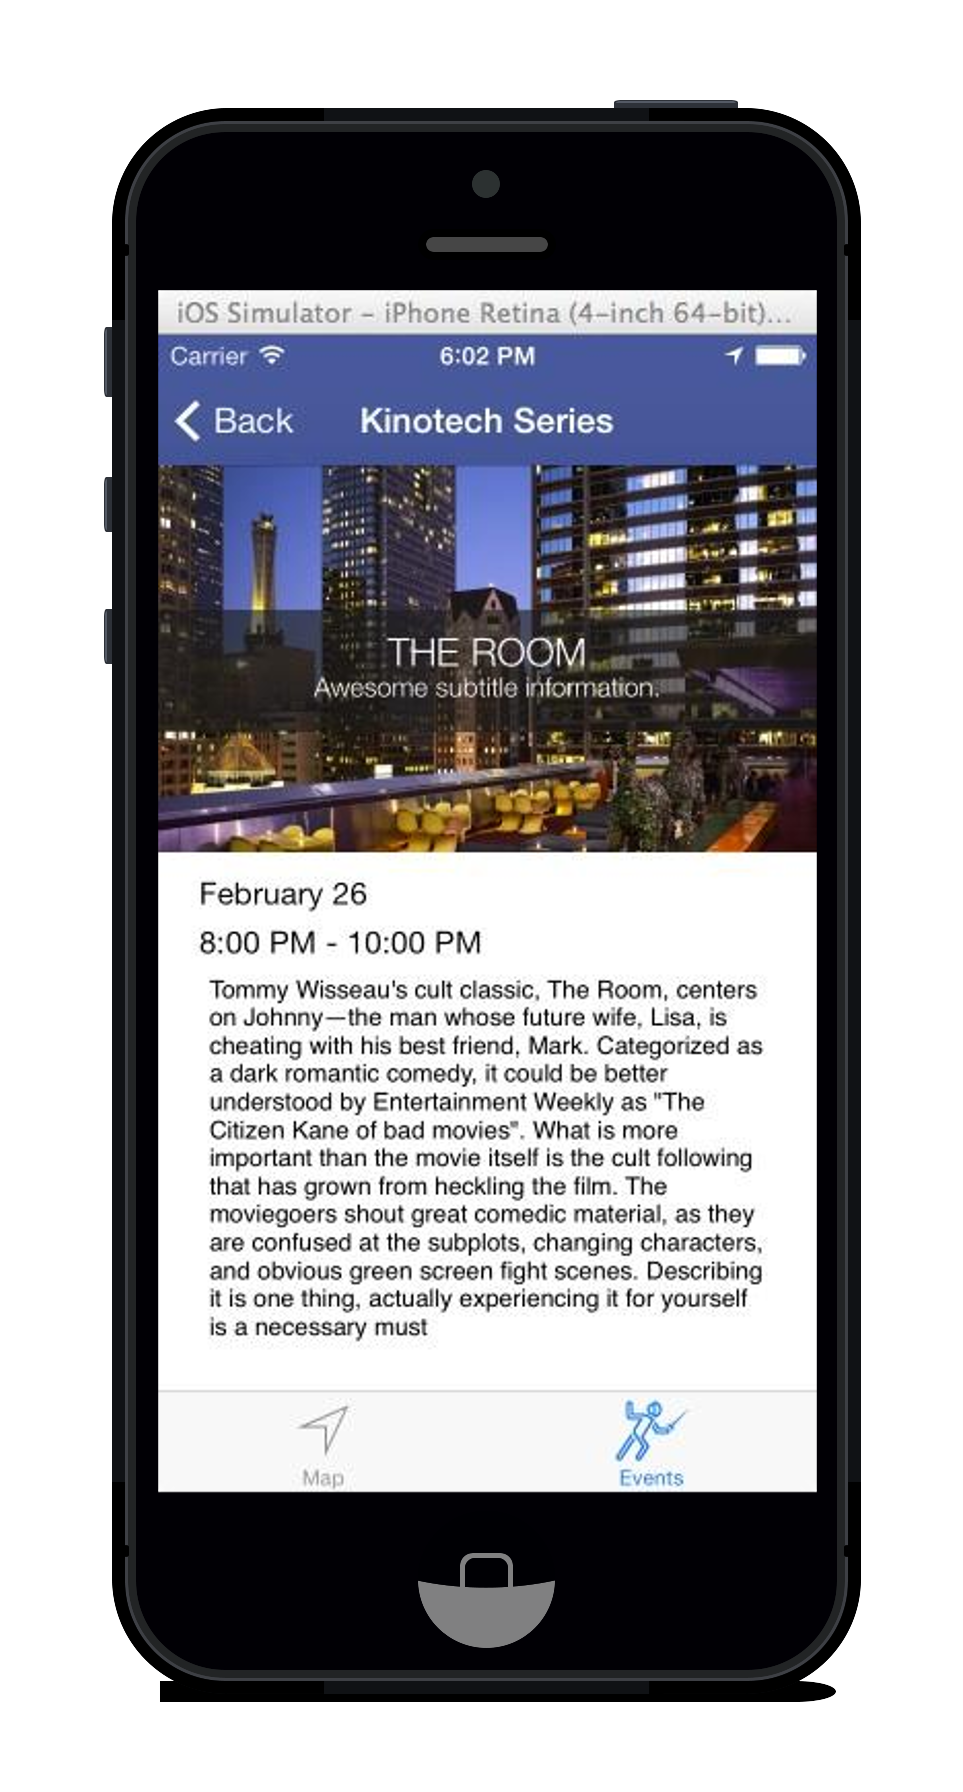 iOS Simulator - iPhone Retina (4-inch 64-bit)...
Carrier 6:02 PM
Back Kinotech Series
THE ROOM
Awesome subtitle information.
February 26
8:00 PM - 10:00 PM
Tommy Wisseau's cult classic, The Room, centers
on Johnny—the man whose future wife, Lisa, is
cheating with his best friend, Mark. Categorized as
a dark romantic comedy, it could be better
understood by Entertainment Weekly as "The
Citizen Kane of bad movies". What is more
important than the movie itself is the cult following
that has grown from heckling the film. The
moviegoers shout great comedic material, as they
are confused at the subplots, changing characters,
and obvious green screen fight scenes. Describing
it is one thing, actually experiencing it for yourself
is a necessary must
Map Events